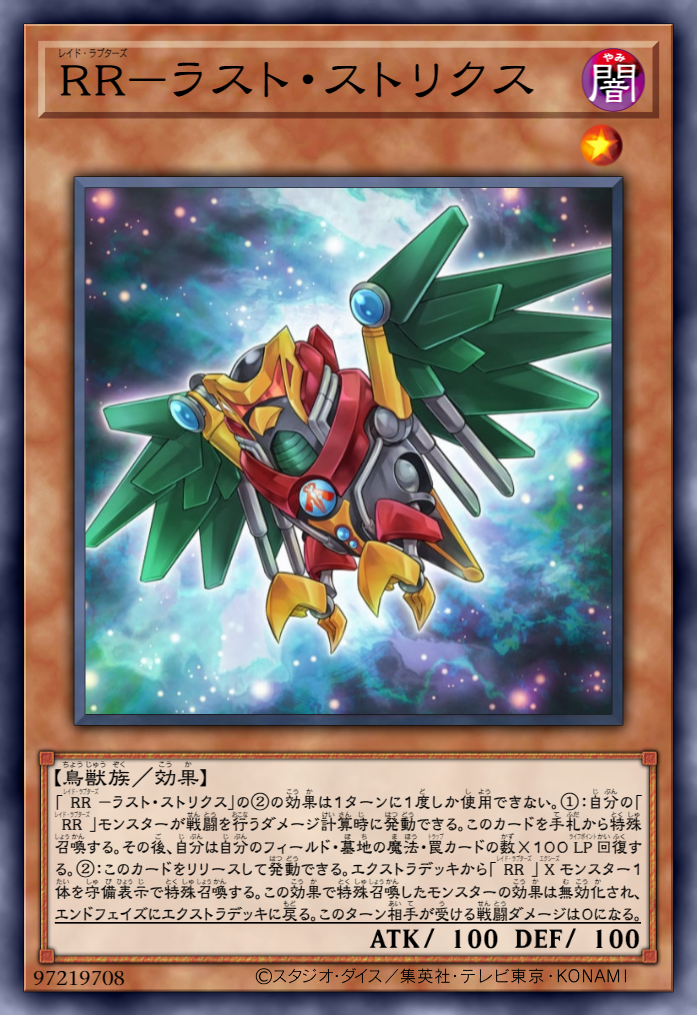 レイド・ラプターズ
RR－ラスト・ストリクス
やみ
闇
【鳥獣族／効果】
「RR－ラスト・ストリクス」の②の効果は1ターンに1度しか使用できない。①：自分の「
RR」モンスターが戦闘を行うダメージ計算時に発動できる。このカードを手札から特殊
召喚する。その後、自分は自分のフィールド・墓地の魔法・罠カードの数×100LP回復す
る。②：このカードをリリースして発動できる。エクストラデッキから「RR」Xモンスター1
体を守備表示で特殊召喚する。この効果で特殊召喚したモンスターの効果は無効化され、
エンドフェイズにエクストラデッキに戻る。このターン相手が受ける戦闘ダメージは0になる。
ATK/ 100 DEF/ 100
97219708 ©スタジオ・ダイス／集英社・テレビ東京・KONAMI